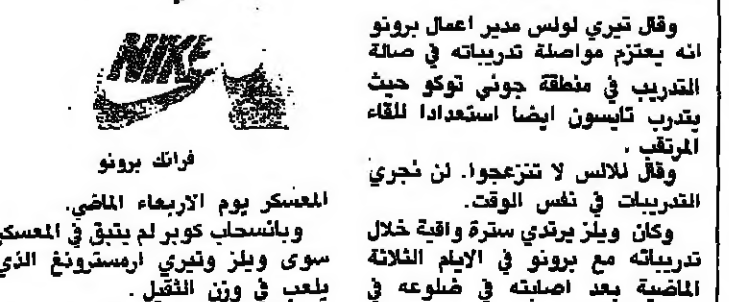 وقال تيري لولس مدير اعمال برونو
انه يعتزم مواصلة تدريباته في صالة
التدريب في منطقة جوني توكو حيث
يتدرب تايسون ايضا استعدادا للقاء
المرتقب .
وقال للالس لا تنزعجوا. لن نجري
التدريبات في نفس الوقت.
وكان ويلز يرتدي سترة واقية خلال
تدريباته مع برونو في الايام الثلاثة
الماضية بعد اصابته في ضلوعه في
NIKE
فرانك برونو
المعسكر يوم الاربعاء الماضي.
وبانسحاب كوبر لم يتبق في المعسكر
سوى ويلز وتيري ارمسترونغ الذي
يلعب في وزن الثقيل .